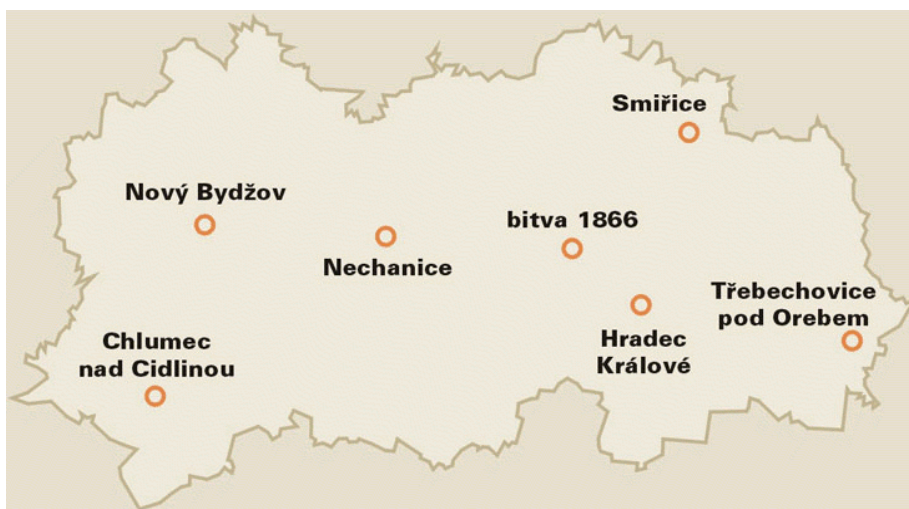 Smiřice
Nový Bydžov
bitva 1866
Nechanice
Třebechovice
pod Orebem
Chlumec
nad Cidlinou
Hradec
Králové